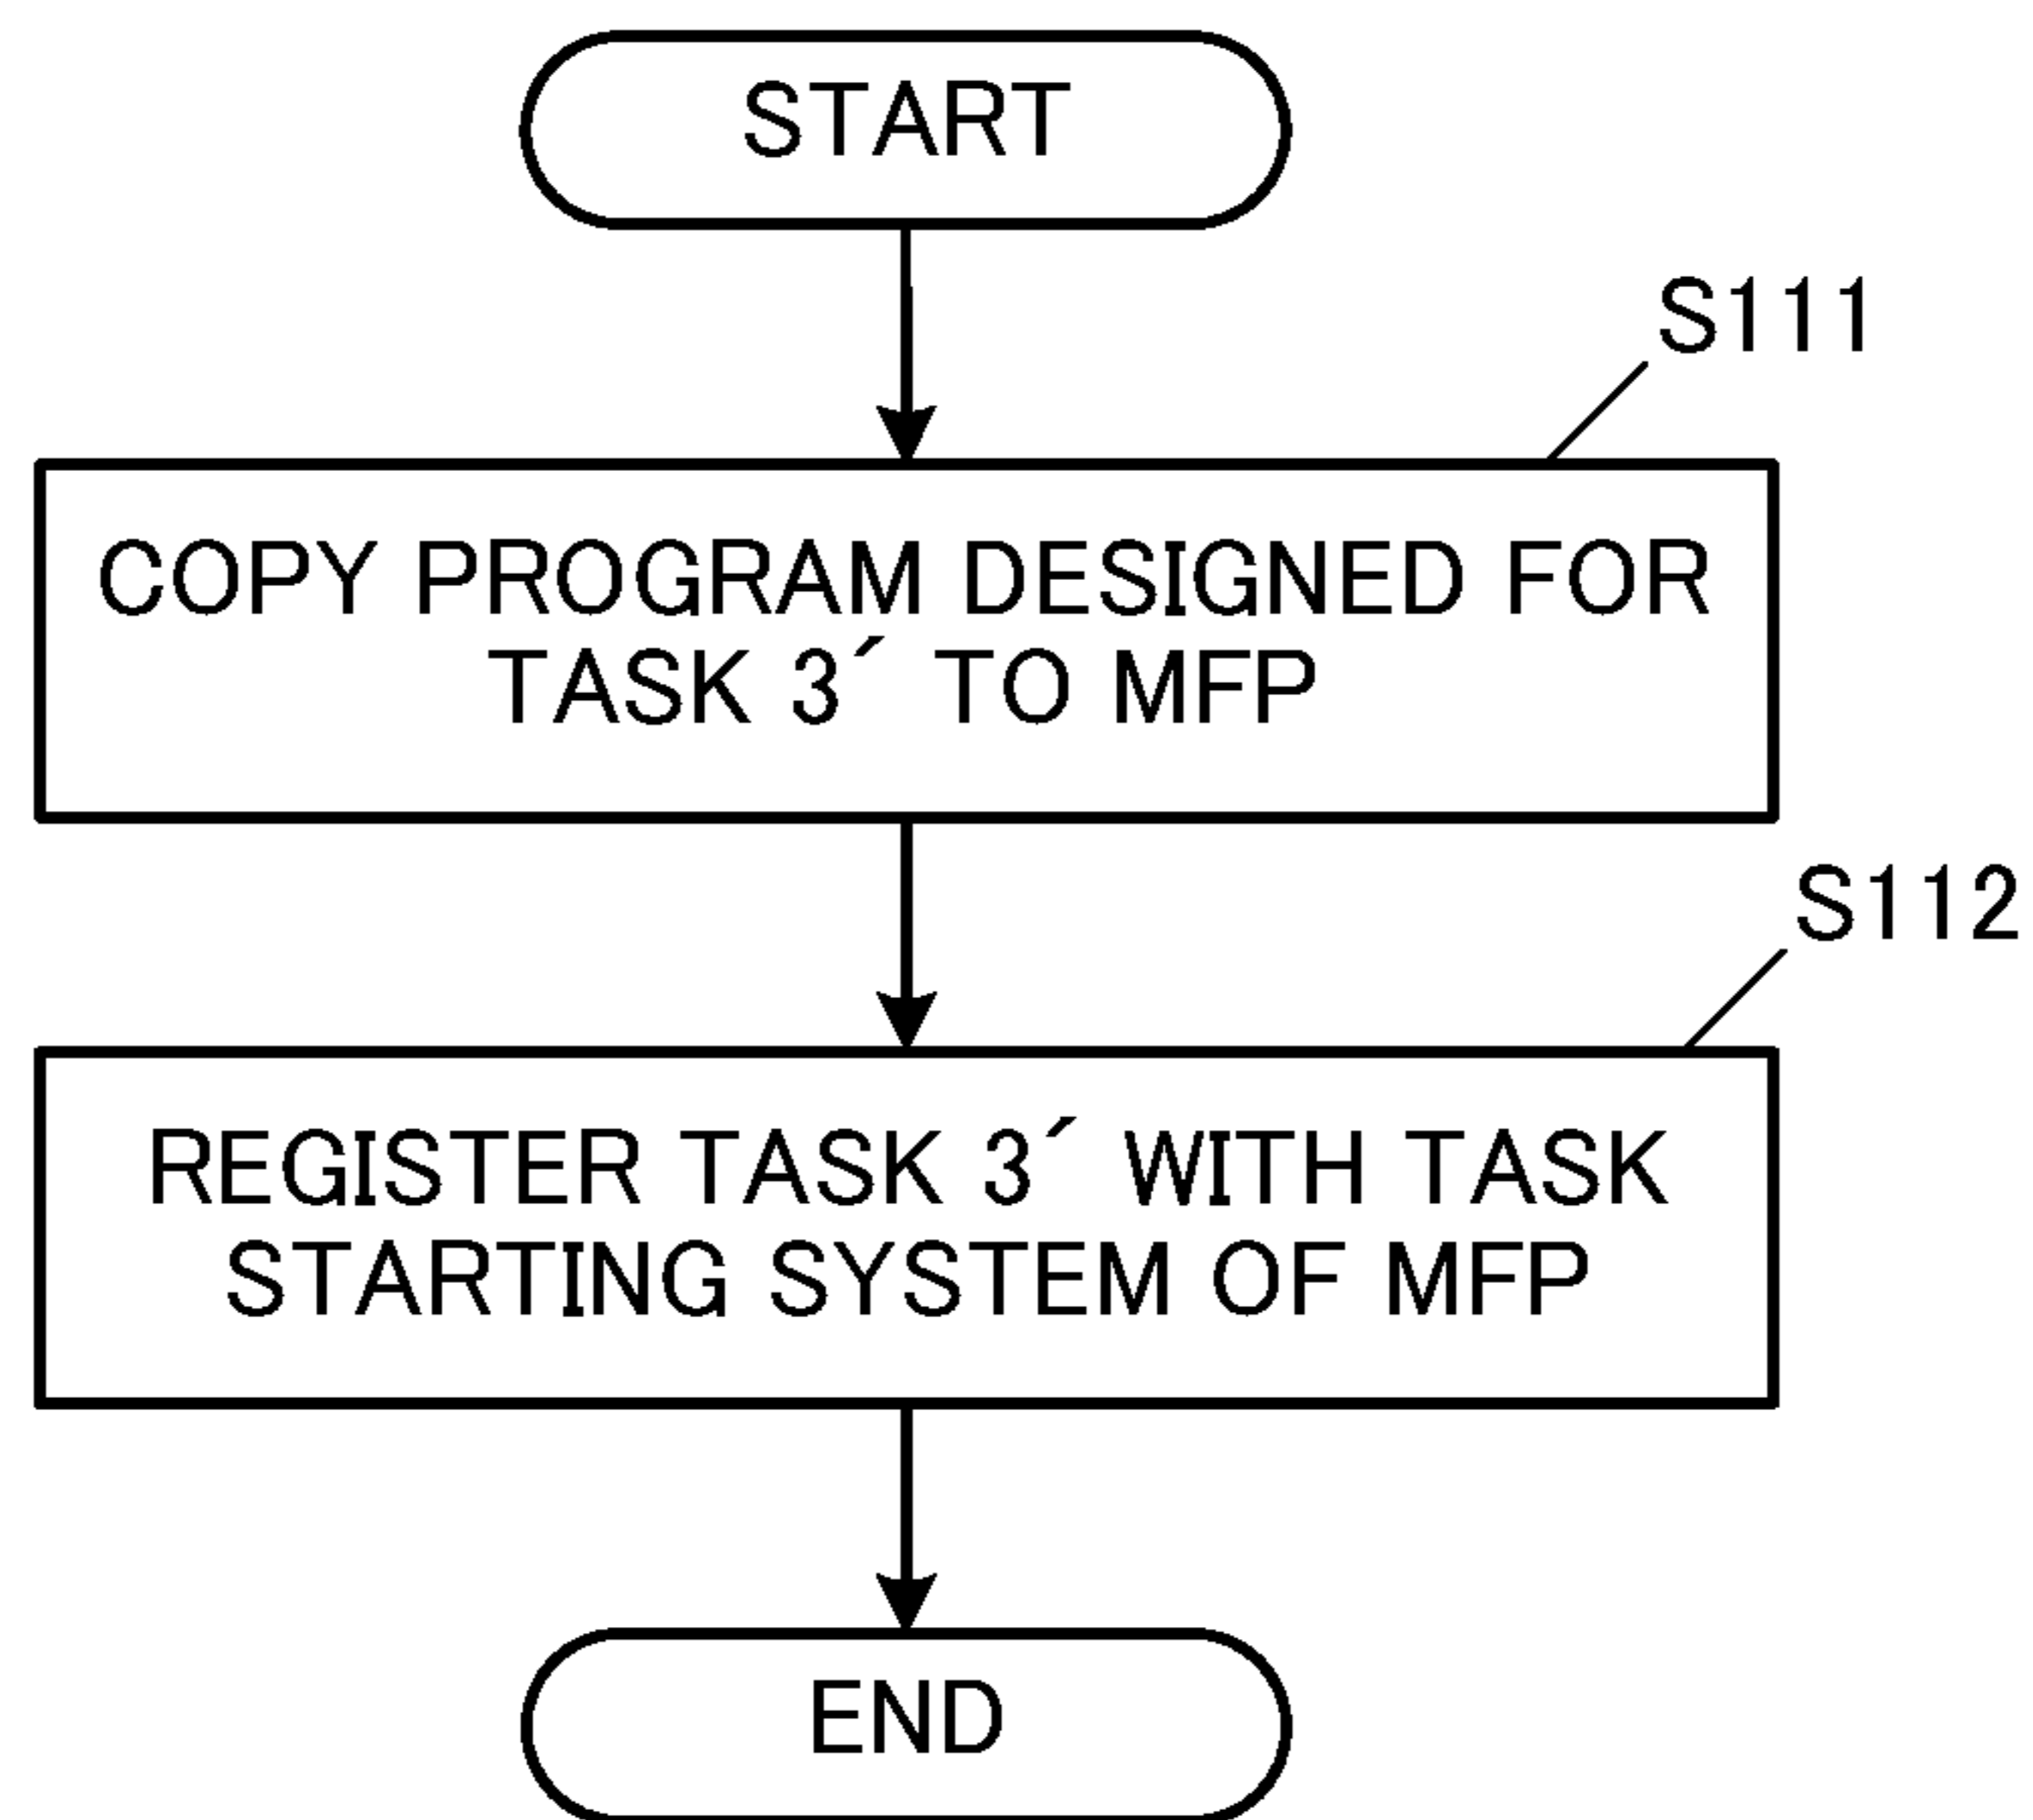 START
S111
COPY PROGRAM DESIGNED FOR
TASK 3´ TO MFP
S112
REGISTER TASK 3´ WITH TASK
STARTING SYSTEM OF MFP
END